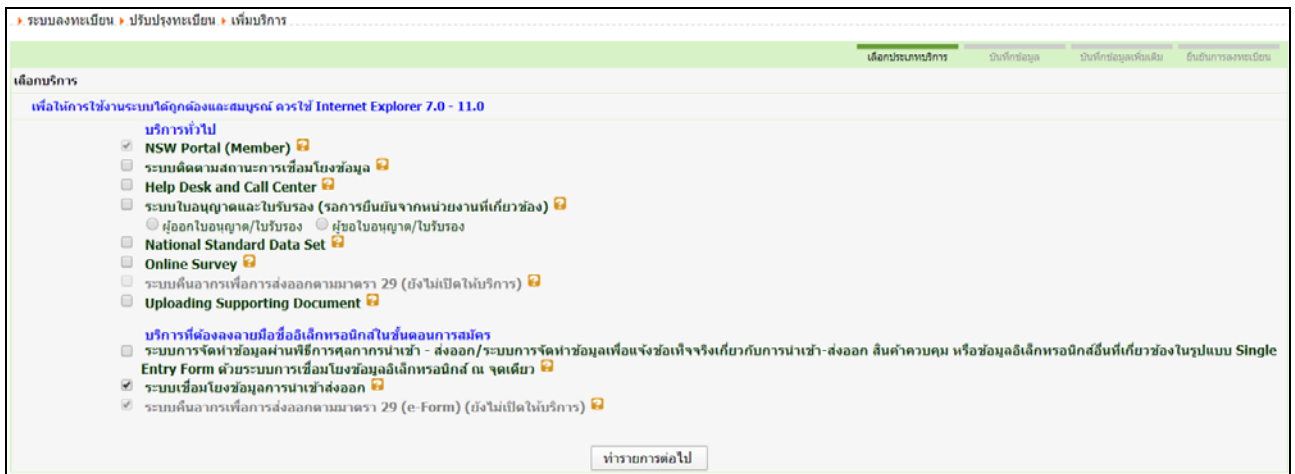 ระบบลงทะเบียน ปรับปรุงทะเบียน เพิ่มบริการ
เลือกประเภทบริการ บันทึกข้อมูล บันทึกข้อมูลเพิ่มเติม ยืนยันการลงทะเบียน
เลือกบริการ
เพื่อให้การใช้งานระบบได้ถูกต้องและสมบูรณ์ ควรใช้ Internet Explorer 7.0 - 11.0
บริการทั่วไป
NSW Portal (Member)
ระบบติดตามสถานะการเชื่อมโยงข้อมูล
Help Desk and Call Center
ระบบใบอนุญาตและใบรับรอง (รอการยืนยันจากหน่วยงานที่เกี่ยวข้อง)
ผู้ออกใบอนุญาต/ใบรับรอง ผู้ขอใบอนุญาต/ใบรับรอง
National Standard Data Set
Online Survey
ระบบคืนอากรเพื่อการส่งออกตามมาตรา 29 (ยังไม่เปิดให้บริการ)
Uploading Supporting Document
บริการที่ต้องลงลายมือชื่ออิเล็กทรอนิกส์ในขั้นตอนการสมัคร
ระบบการจัดทำข้อมูลผ่านพิธีการศุลกากรนำเข้า - ส่งออก/ระบบการจัดทำข้อมูลเพื่อแจ้งข้อเท็จจริงเกี่ยวกับการนำเข้า-ส่งออก สินค้าควบคุม หรือข้อมูลอิเล็กทรอนิกส์อื่นที่เกี่ยวข้องในรูปแบบ Single
Entry Form ด้วยระบบการเชื่อมโยงข้อมูลอิเล็กทรอนิกส์ ณ จุดเดียว
ระบบเชื่อมโยงข้อมูลการนำเข้าส่งออก
ระบบคืนอากรเพื่อการส่งออกตามมาตรา 29 (e-Form) (ยังไม่เปิดให้บริการ)
ทำรายการต่อไป